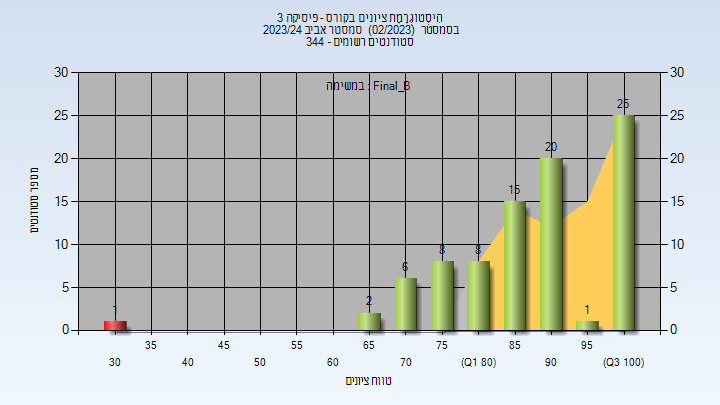 היסטוגרמת ציונים בקורס - פיסיקה 3
בסמסטר (02/2023) סמסטר אביב 2023/24
סטודנטים רשומים - 344
במשימה : Final_B
30 30
25 25
20 20
15 15
10 10
5 5
0 0
1 2 6 8 8 15 20 1 25
מספר סטודנטים
35 45 55 65 75 85 95
30 40 50 60 70 (Q1 80) 90 (Q3 100)
טווח ציונים